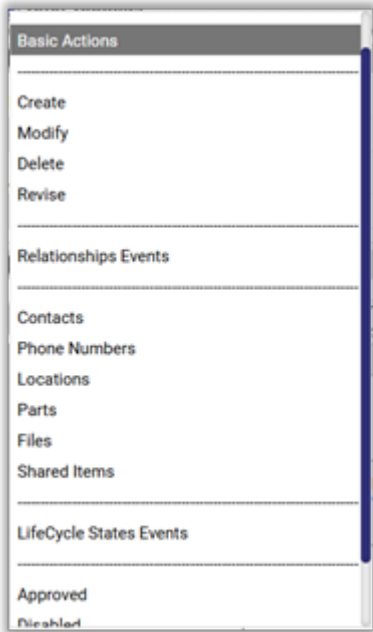 Basic Actions
--------------------------------------------------------------------
Create
Modify
Delete
Revise
--------------------------------------------------------------------
Relationships Events
--------------------------------------------------------------------
Contacts
Phone Numbers
Locations
Parts
Files
Shared Items
--------------------------------------------------------------------
LifeCycle States Events
--------------------------------------------------------------------
Approved
Disabled